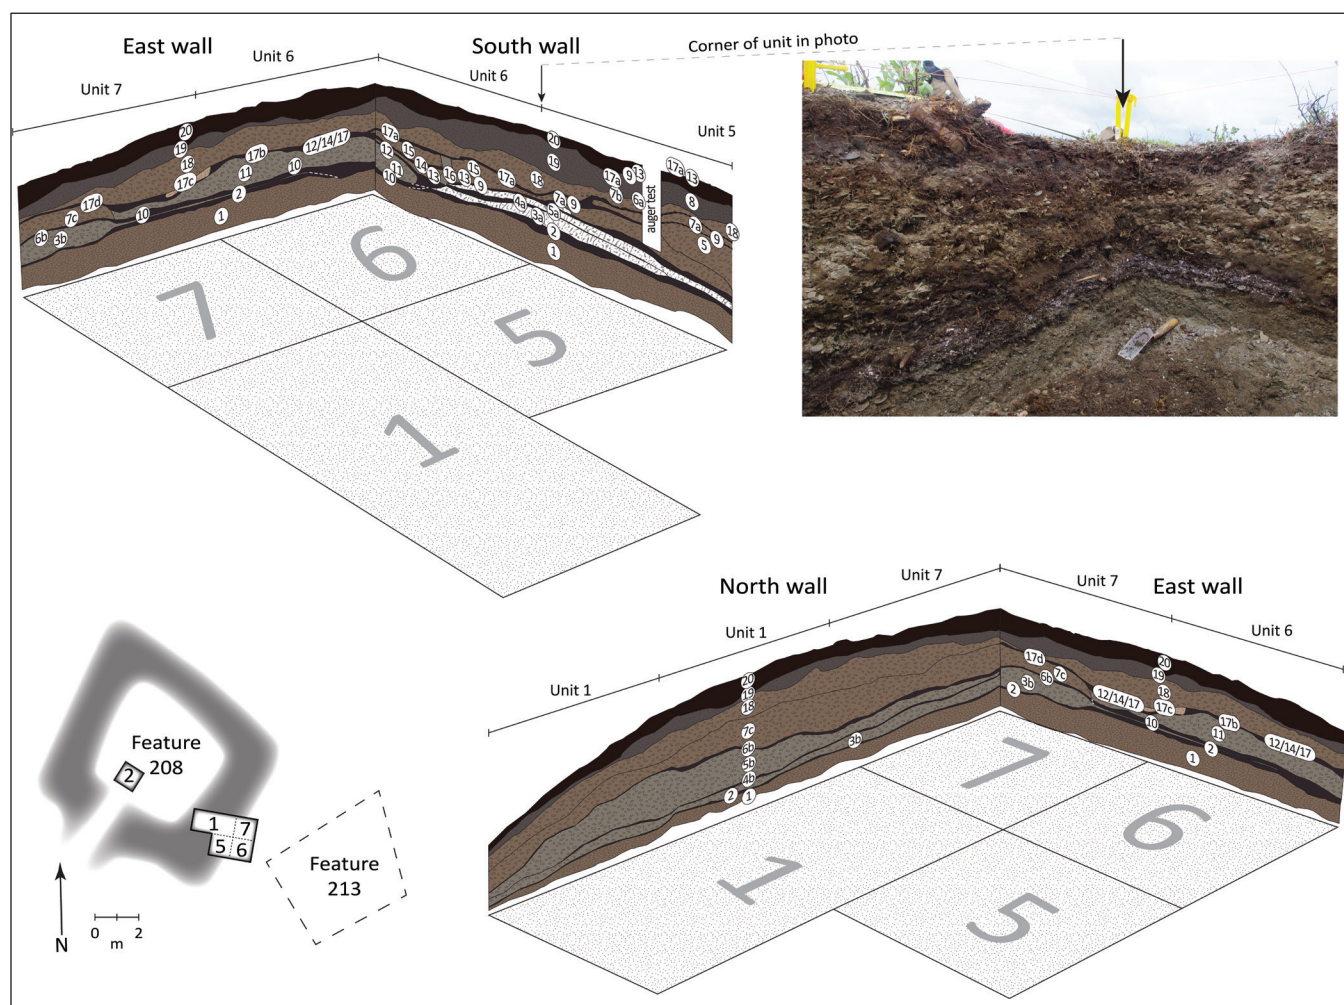 East wall
South wall
Corner of unit in photo
Unit 7
Unit 6
Unit 6
Unit 5
20
19
18
17c
17b
12/14/17
11
10
2
1
10
17d
7c
6b
3b
17a
12
11
10
15
14
13
16
13
15
9
17a
20
19
18
7a
9
4a
3a
5a
2
1
17a
9
13
7b
6a
auger test
17a
13
8
7a
9
18
5
7
6
5
1
North wall
East wall
Unit 7
Unit 7
Unit 1
Unit 6
Unit 1
20
19
18
7c
6b
5b
4b
3b
2
1
17d
7c
6b
3b
2
20
19
18
12/14/17
17c
17b
10
11
2
1
12/14/17
7
6
1
5
Feature
208
2
1
7
5
6
Feature
213
N
0
2
m